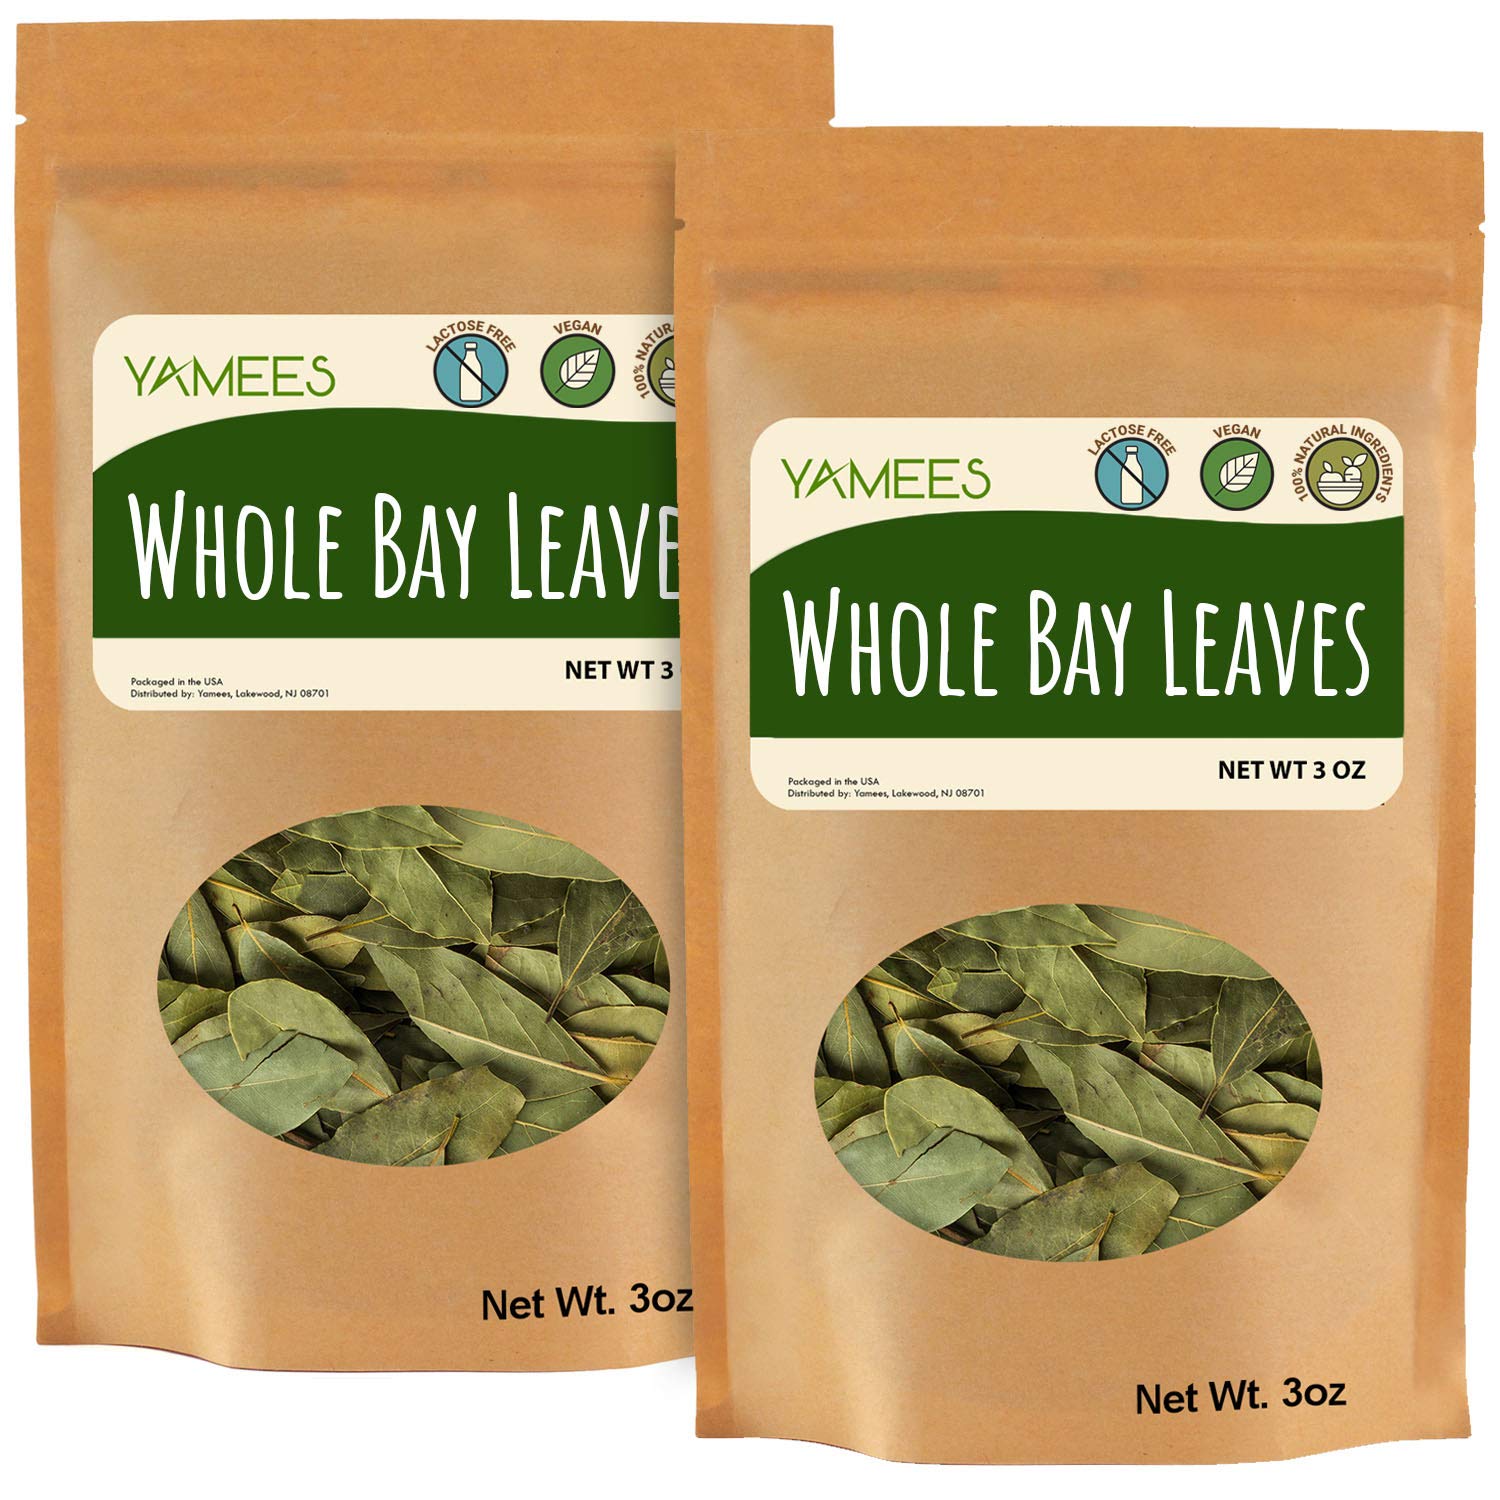 YAMEES
LACTOSE FREE
VEGAN
100% NATURA
WHOLE BAY LEAVE
NET WT 3
Packaged in the USA
Distributed by: Yamees, Lakewood, NJ 08701
Net Wt. 3oz
YAMEES
LACTOSE FREE
VEGAN
100% NATURAL INGREDIENTS
WHOLE BAY LEAVES
NET WT 3 OZ
Packaged in the USA
Distributed by: Yamees, Lakewood, NJ 08701
Net Wt. 3oz